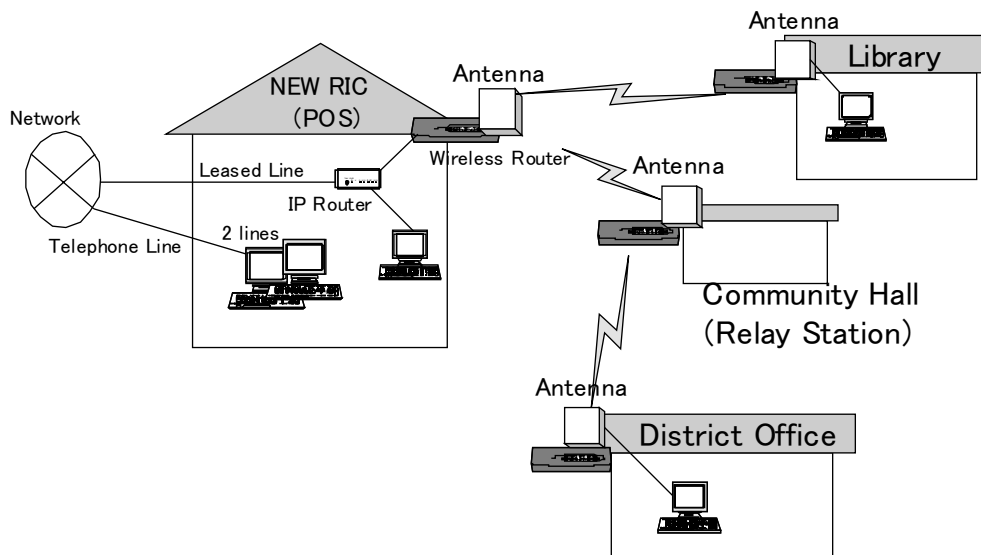 Antenna
Library
NEW RIC
(POS)
Antenna
Network
Wireless Router
Antenna
Leased Line
IP Router
2 lines
Telephone Line
Community Hall
(Relay Station)
Antenna
District Office